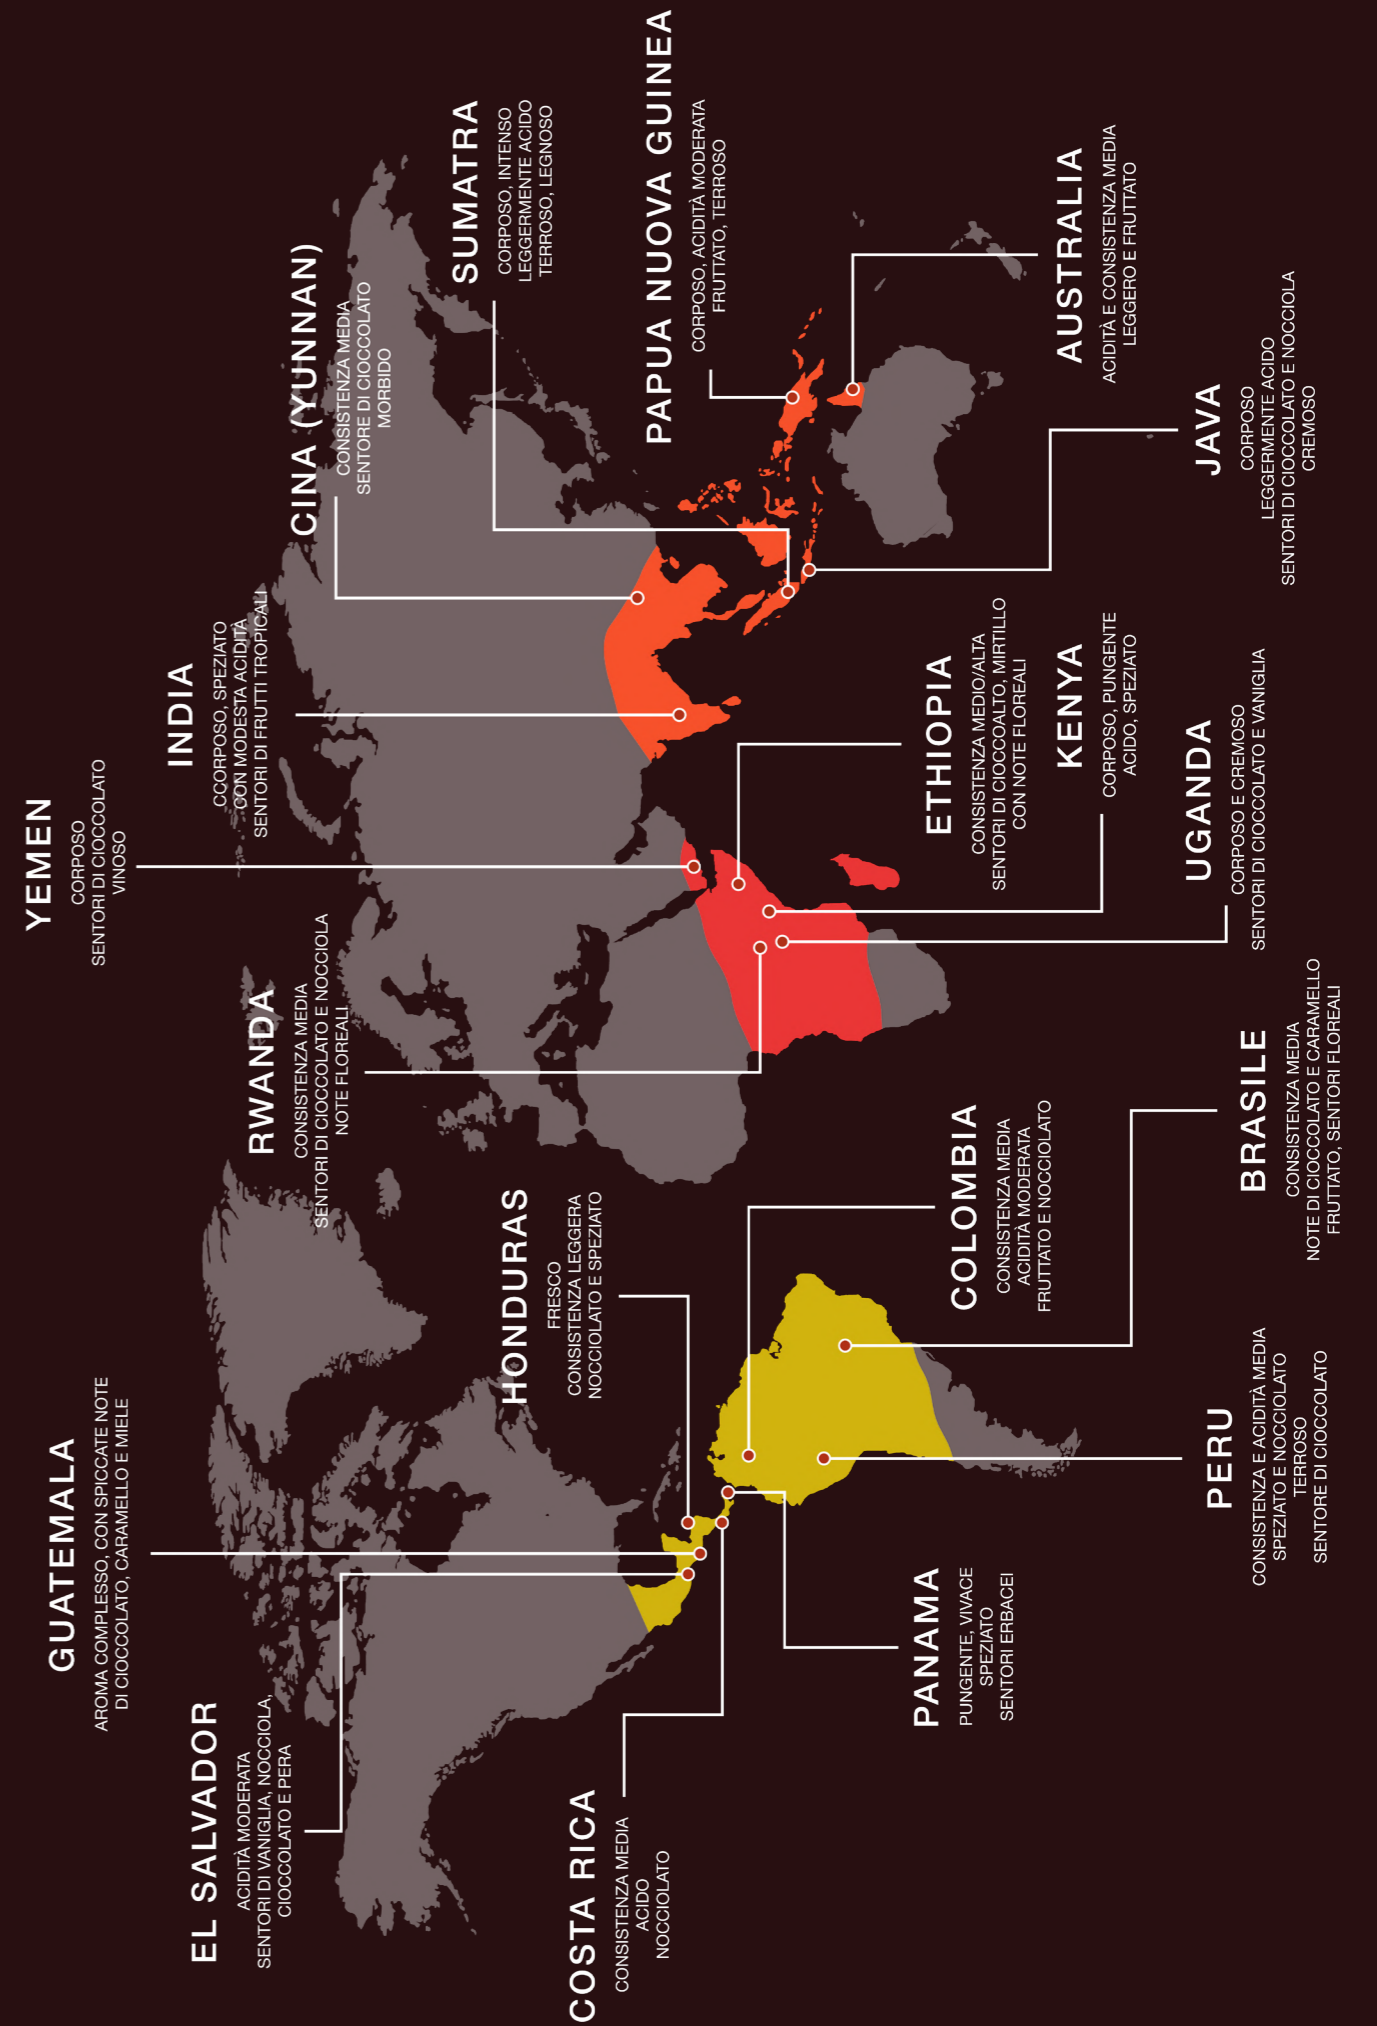 GUATEMALA
AROMA COMPLESSO, CON SPICCATE NOTE
DI CIOCCOLATO, CARAMELLO E MIELE
EL SALVADOR
ACIDITÀ MODERATA
SENTORI DI VANIGLIA, NOCCIOLA,
CIOCCOLATO E PERA
COSTA RICA
CONSISTENZA MEDIA
ACIDO
NOCCIOLATO
HONDURAS
FRESCO
CONSISTENZA LEGGERA
NOCCIOLATO E SPEZIATO
PANAMA
PUNGENTE, VIVACE
SPEZIATO
SENTORI ERBACEI
PERU
CONSISTENZA E ACIDITÀ MEDIA
SPEZIATO E NOCCIOLATO
TERROSO
SENTORE DI CIOCCOLATO
COLOMBIA
CONSISTENZA MEDIA
ACIDITÀ MODERATA
FRUTTATO E NOCCIOLATO
BRASILE
CONSISTENZA MEDIA
NOTE DI CIOCCOLATO E CARAMELLO
FRUTTATO, SENTORI FLOREALI
YEMEN
CORPOSO
SENTORI DI CIOCCOLATO
VINOSO
RWANDA
CONSISTENZA MEDIA
SENTORI DI CIOCCOLATO E NOCCIOLA
NOTE FLOREALI
INDIA
CCORPOSO, SPEZIATO
CON MODESTA ACIDITÀ
SENTORI DI FRUTTI TROPICALI
ETHIOPIA
CONSISTENZA MEDIO/ALTA
SENTORI DI CIOCCOALTO, MIRTILLO
CON NOTE FLOREALI
KENYA
CORPOSO, PUNGENTE
ACIDO, SPEZIATO
UGANDA
CORPOSO E CREMOSO
SENTORI DI CIOCCOLATO E VANIGLIA
CINA (YUNNAN)
CONSISTENZA MEDIA
SENTORE DI CIOCCOLATO
MORBIDO
SUMATRA
CORPOSO, INTENSO
LEGGERMENTE ACIDO
TERROSO, LEGNOSO
PAPUA NUOVA GUINEA
CORPOSO, ACIDITÀ MODERATA
FRUTTATO, TERROSO
AUSTRALIA
ACIDITÀ E CONSISTENZA MEDIA
LEGGERO E FRUTTATO
JAVA
CORPOSO
LEGGERMENTE ACIDO
SENTORI DI CIOCCOLATO E NOCCIOLA
CREMOSO